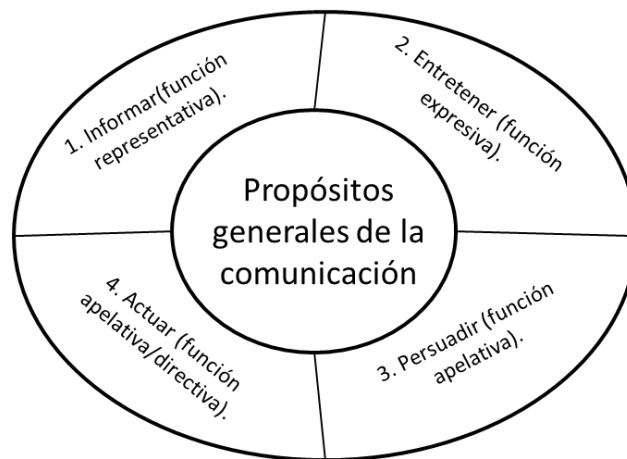 1. Informar(función
representativa).
2. Entretener (función
expresiva).
Propósitos
generales de la
comunicación
3. Persuadir (función
apelativa).
4. Actuar (función
apelativa/directiva).